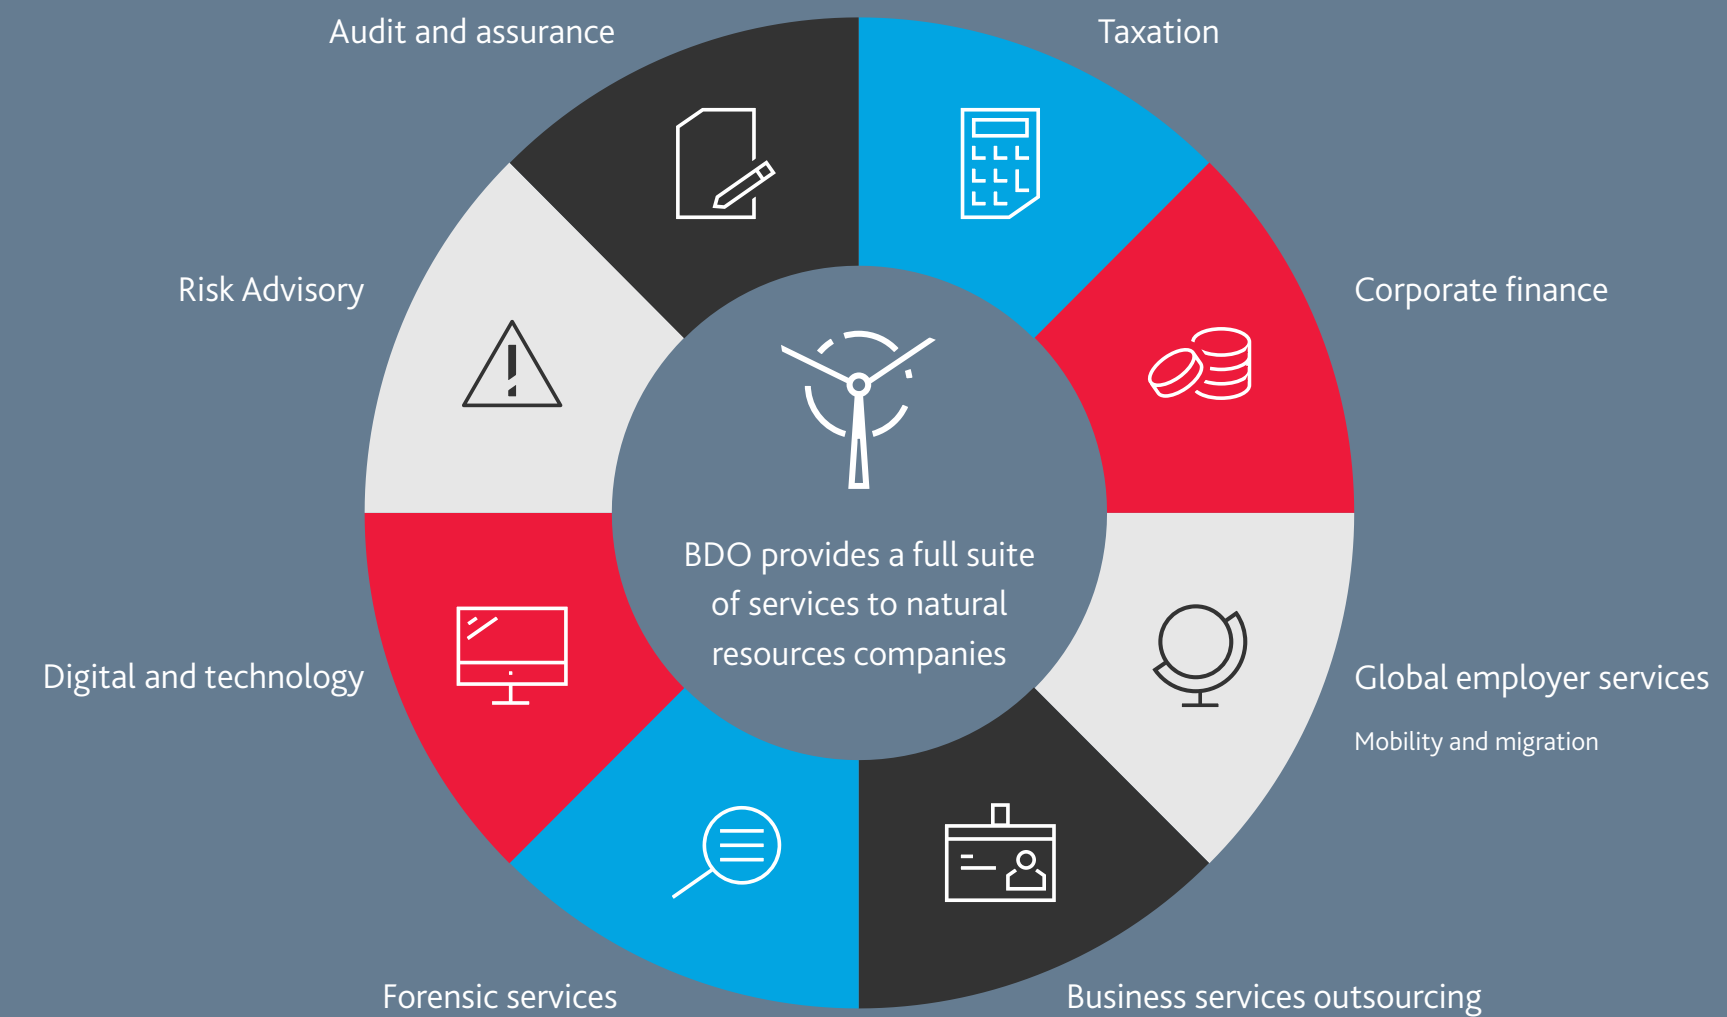 Audit and assurance
Taxation
Risk Advisory
Corporate finance
BDO provides a full suite
of services to natural
resources companies
Digital and technology
Global employer services
Mobility and migration
Forensic services
Business services outsourcing